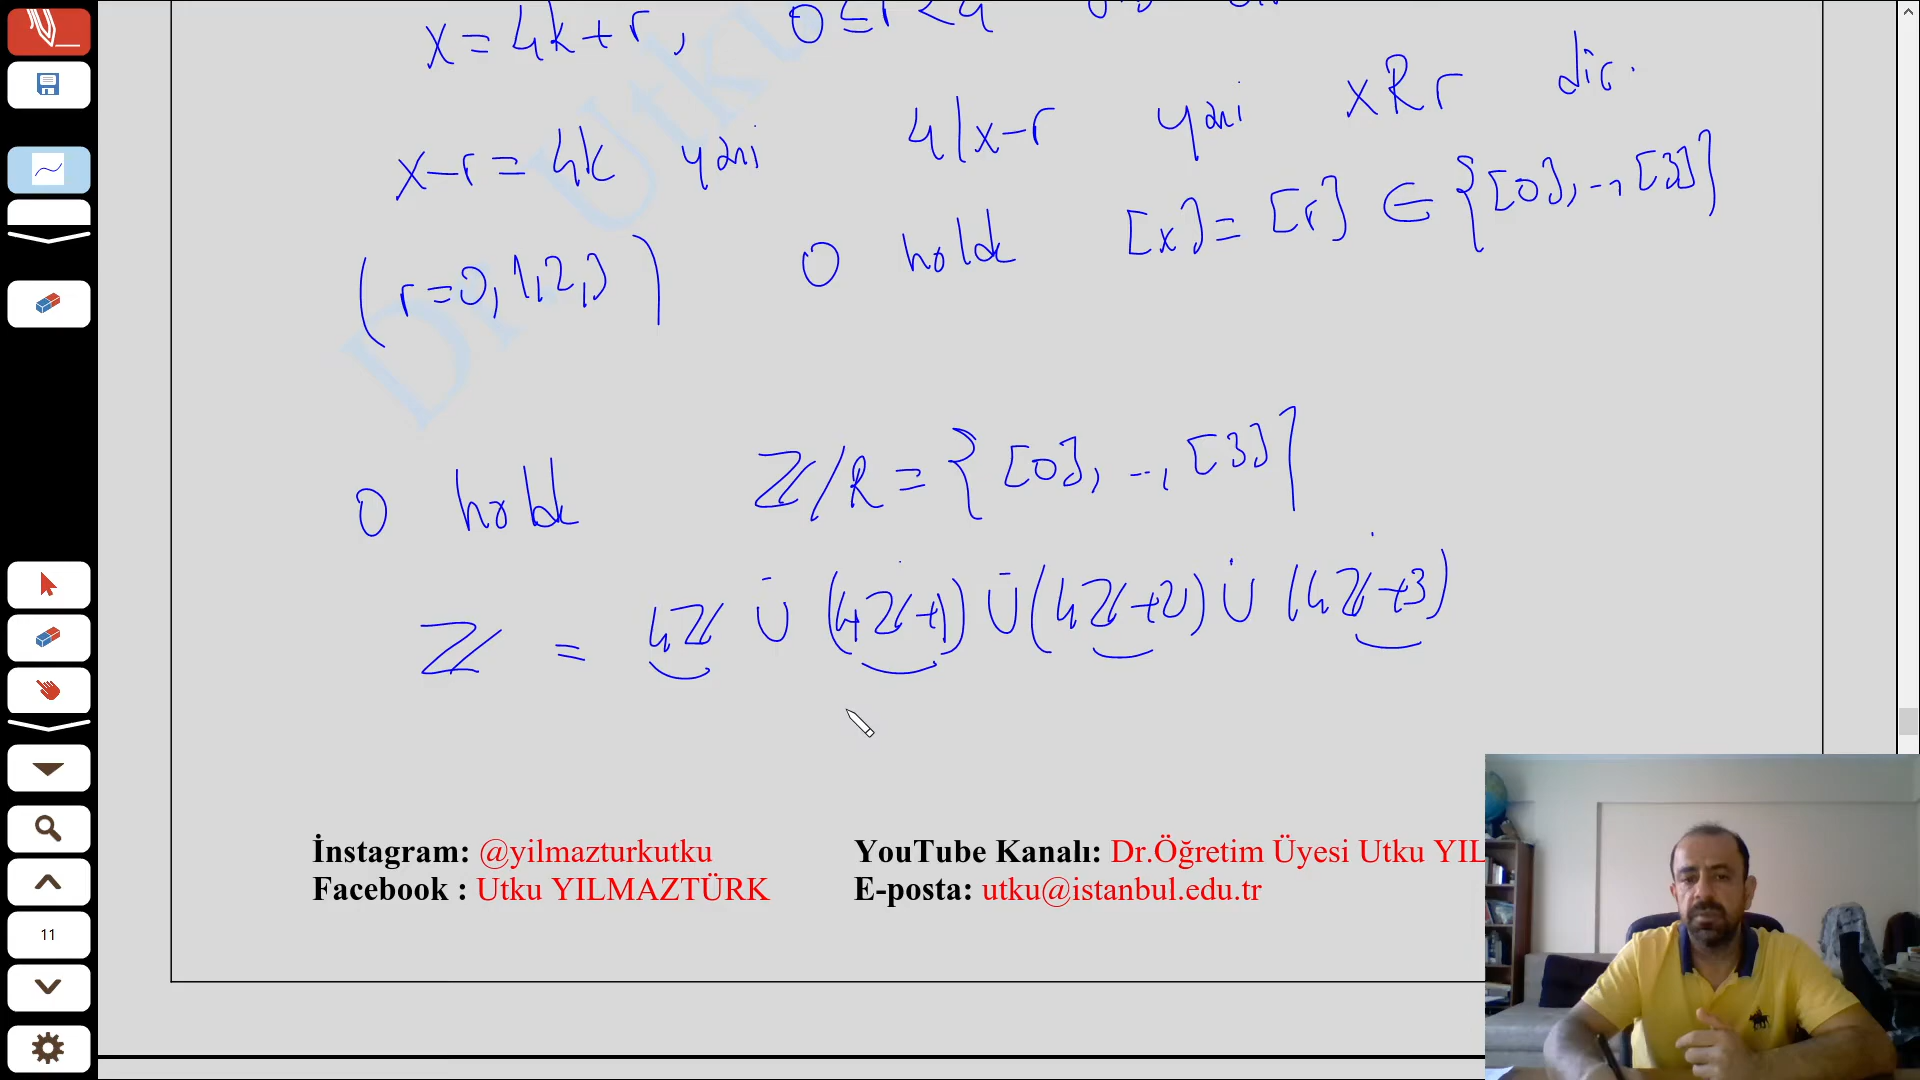 x = 4k + r, 0 ≤ r < 4
x-r = 4k yani 4|x-r yani xRr dir.
(r=0,1,2,3) O halde [x] = [r] ∈ {[0], .., [3]}
O halde ℤ/R = {[0], .., [3]}
ℤ = 4ℤ ∪̇ (4ℤ+1) ∪̇ (4ℤ+2) ∪̇ (4ℤ+3)
İnstagram: @yilmazturkutku YouTube Kanalı: Dr.Öğretim Üyesi Utku YIL
Facebook : Utku YILMAZTÜRK E-posta: utku@istanbul.edu.tr
Dr. Utku
11